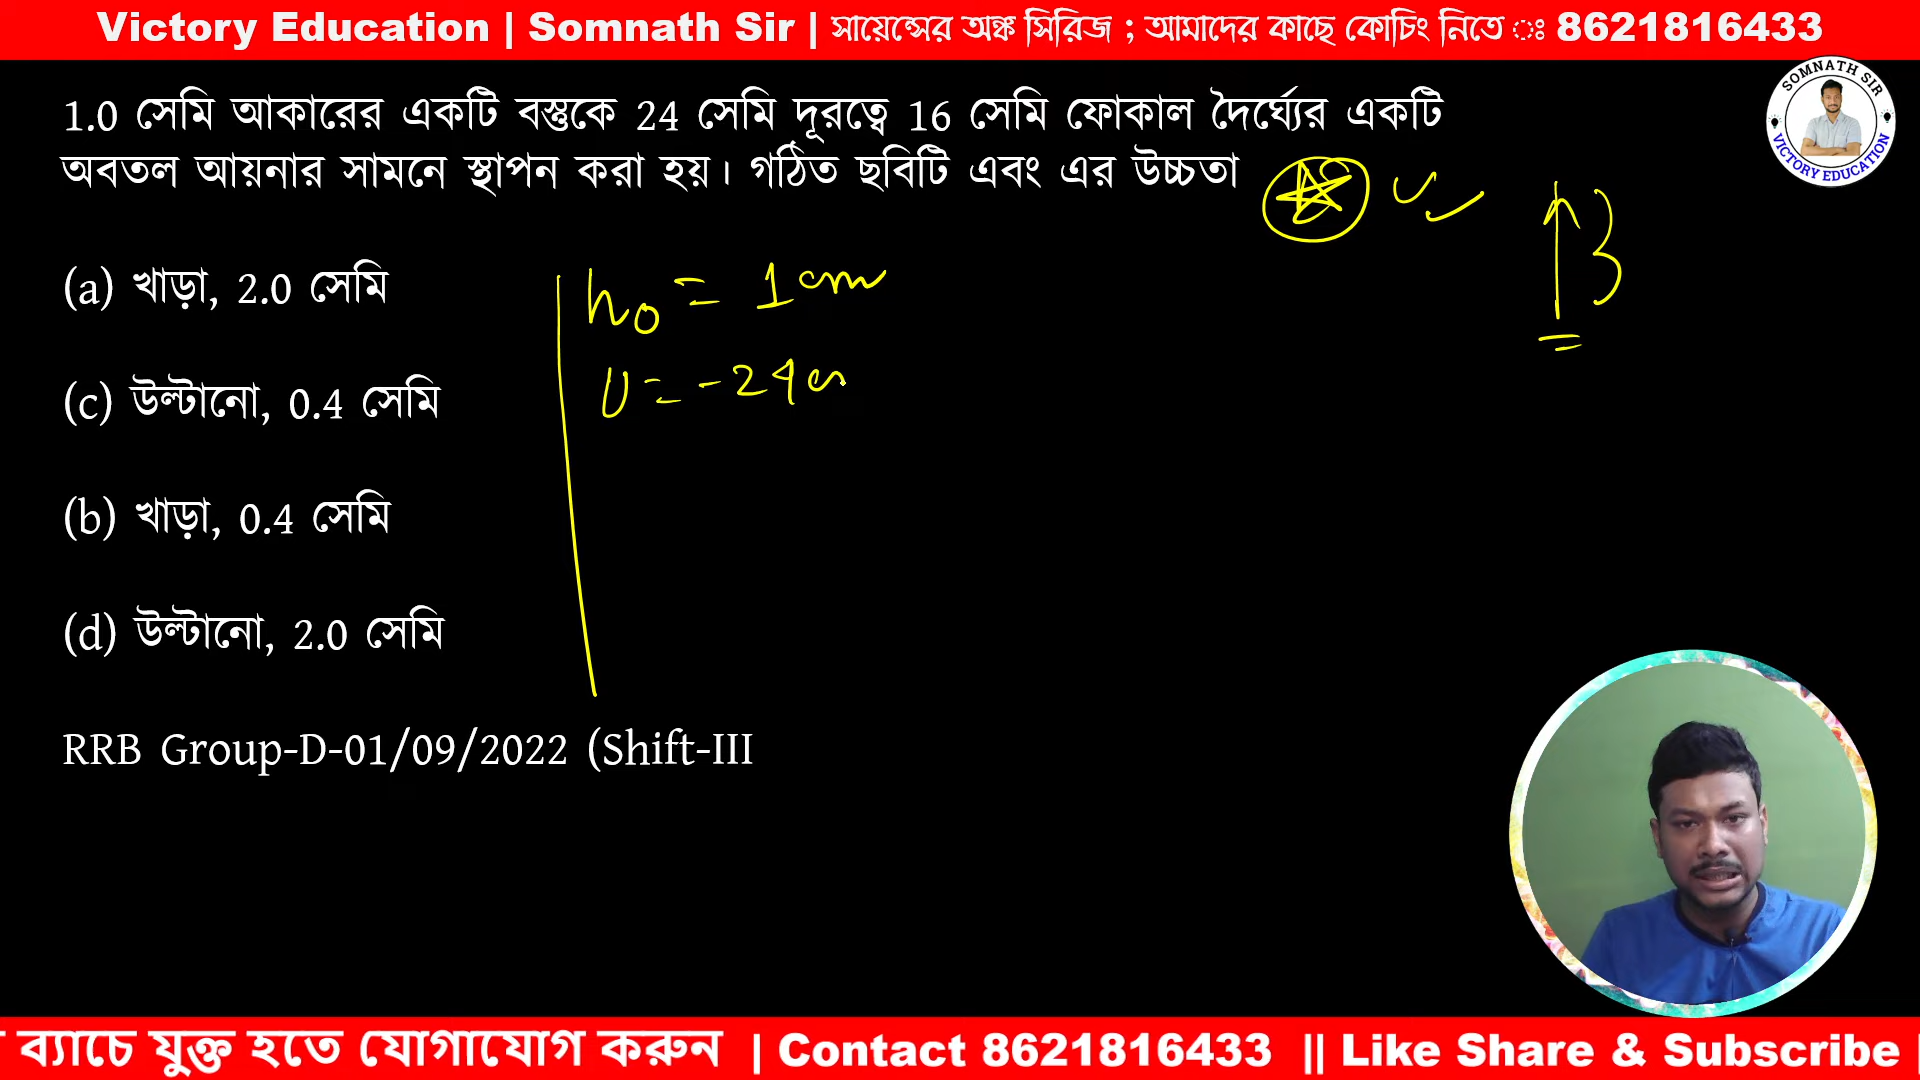 Victory Education | Somnath Sir | সায়েন্সের অঙ্ক সিরিজ ; আমাদের কাছে কোচিং নিতে ঃ 8621816433
SOMNATH SIR
VICTORY EDUCATION
1.0 সেমি আকারের একটি বস্তুকে 24 সেমি দূরত্বে 16 সেমি ফোকাল দৈর্ঘ্যের একটি
অবতল আয়নার সামনে স্থাপন করা হয়। গঠিত ছবিটি এবং এর উচ্চতা
(a) খাড়া, 2.0 সেমি
h₀ = 1 cm
(c) উল্টানো, 0.4 সেমি
U = -24 c
(b) খাড়া, 0.4 সেমি
(d) উল্টানো, 2.0 সেমি
RRB Group-D-01/09/2022 (Shift-III
ব্যাচে যুক্ত হতে যোগাযোগ করুন | Contact 8621816433 || Like Share & Subscribe |